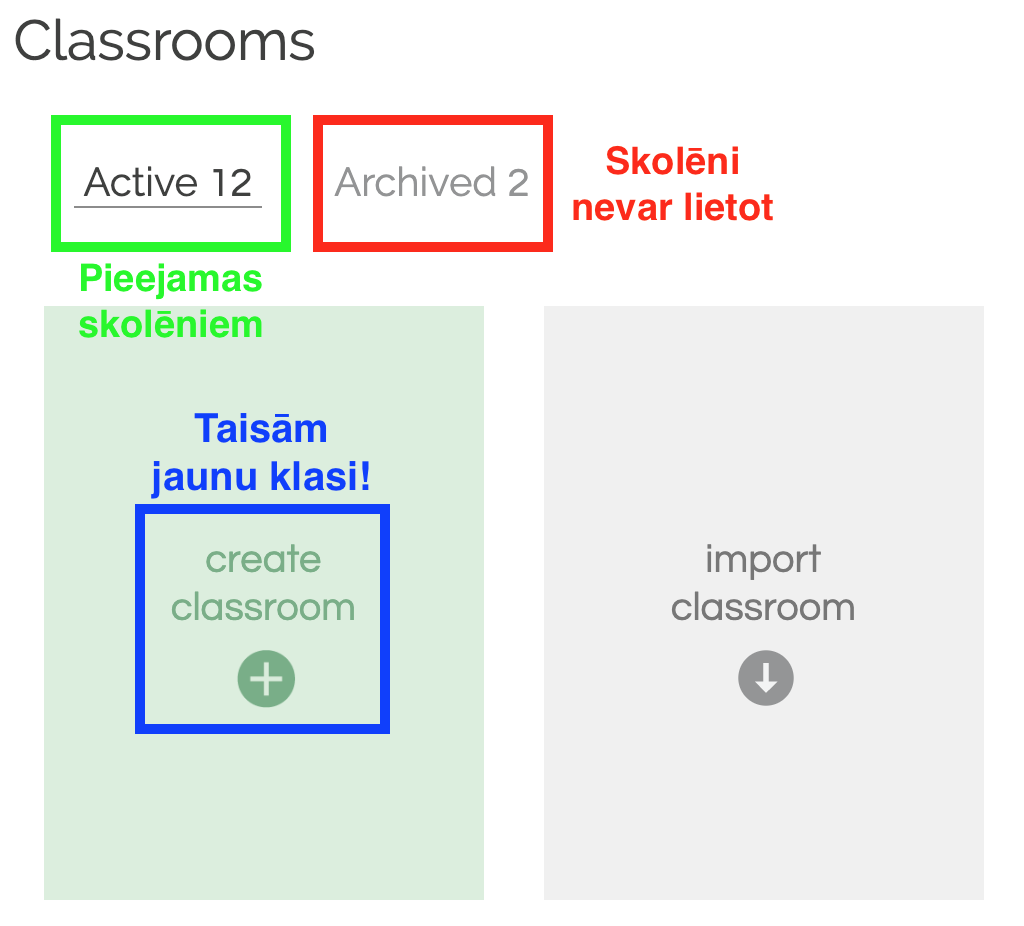 Classrooms
Active 12
Archived 2
Skolēni
nevar lietot
Pieejamas
skolēniem
Taisām
jaunu klasi!
create
classroom
import
classroom